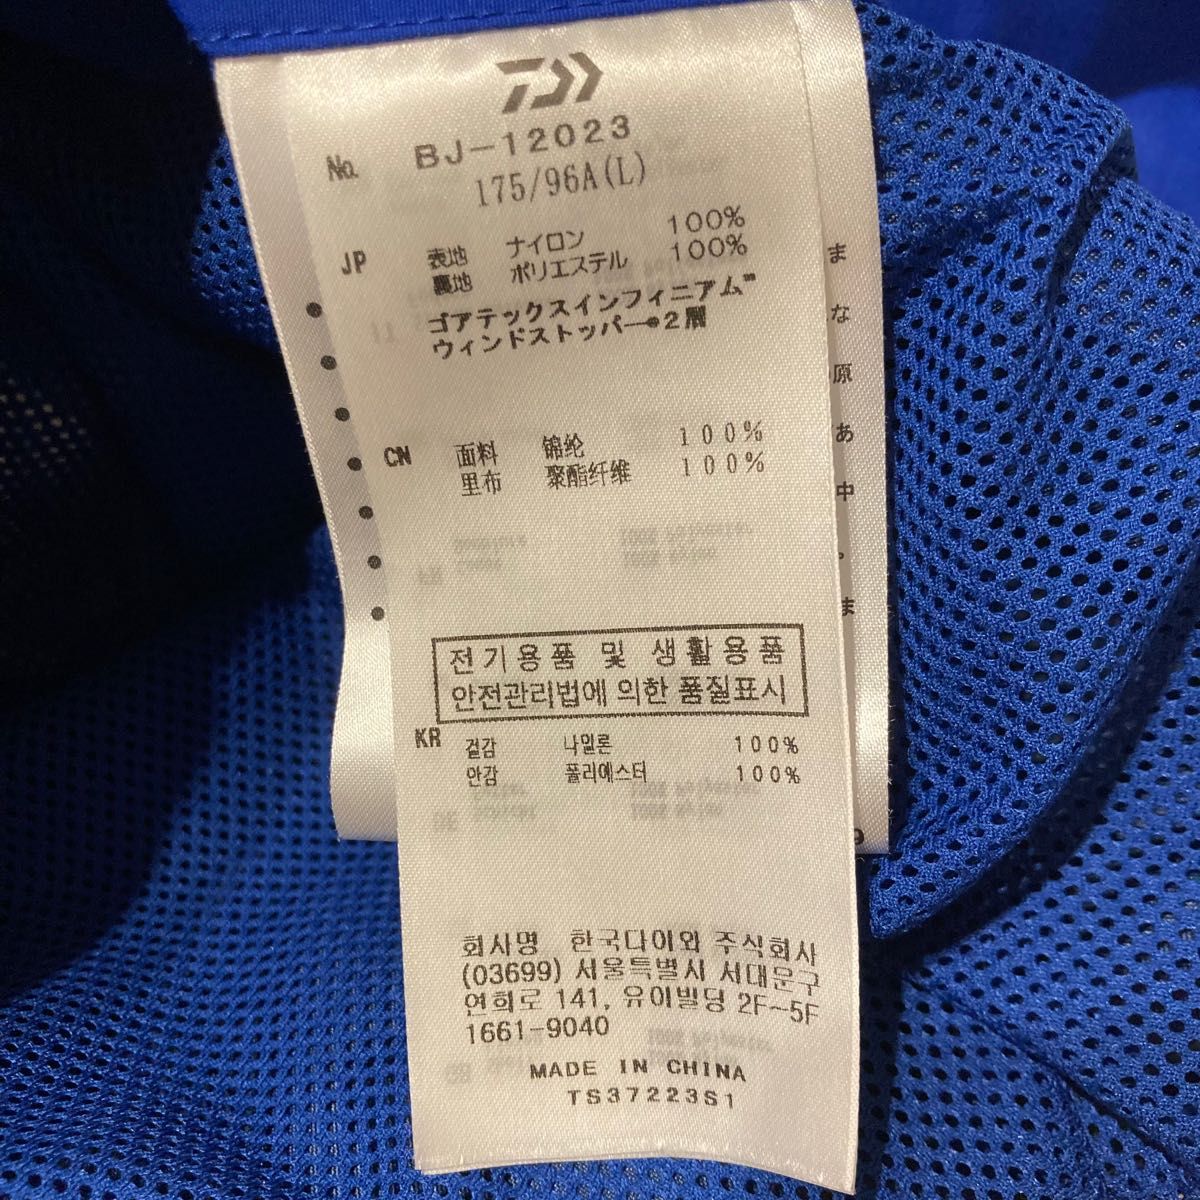 No. BJ-12023
175/96A(L)
JP 表地 ナイロン 100%
裏地 ポリエステル 100%
ゴアテックスインフィニアム™
ウィンドストッパー®2層
CN 面料 锦纶 100%
里布 聚酯纤维 100%
전기용품 및 생활용품
안전관리법에 의한 품질표시
KR 겉감 나일론 100%
안감 폴리에스터 100%
회사명 한국다이와 주식회사
(03699) 서울특별시 서대문구
연희로 141, 유이빌딩 2F~5F
1661-9040
MADE IN CHINA
TS37223S1
ま
な
原
あ
中
。
ま
9